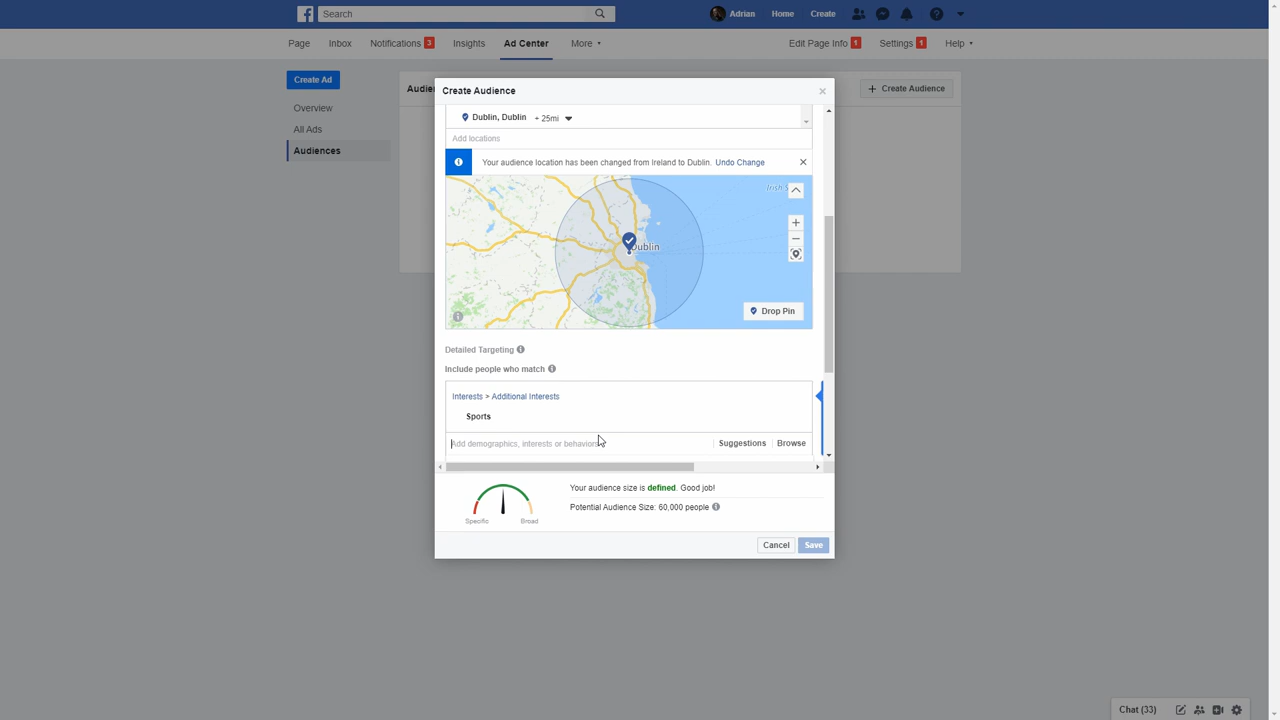 Search
Adrian Home Create
Page Inbox Notifications 3 Insights Ad Center More Edit Page Info 1 Settings 1 Help
Create Ad
Overview
All Ads
Audiences
+ Create Audience
Create Audience
Dublin, Dublin + 25mi
Add locations
Your audience location has been changed from Ireland to Dublin. Undo Change
Irish
Dublin
Drop Pin
Detailed Targeting
Include people who match
Interests > Additional Interests
Sports
Add demographics, interests or behaviors
Suggestions Browse
Specific Broad
Your audience size is defined. Good job!
Potential Audience Size: 60,000 people
Cancel Save
Chat (33)